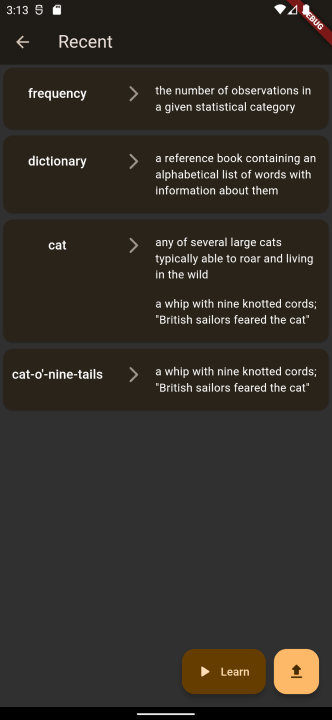 3:13
DEBUG
Recent
frequency
the number of observations in
a given statistical category
dictionary
a reference book containing an
alphabetical list of words with
information about them
cat
any of several large cats
typically able to roar and living
in the wild
a whip with nine knotted cords;
"British sailors feared the cat"
cat-o'-nine-tails
a whip with nine knotted cords;
"British sailors feared the cat"
Learn